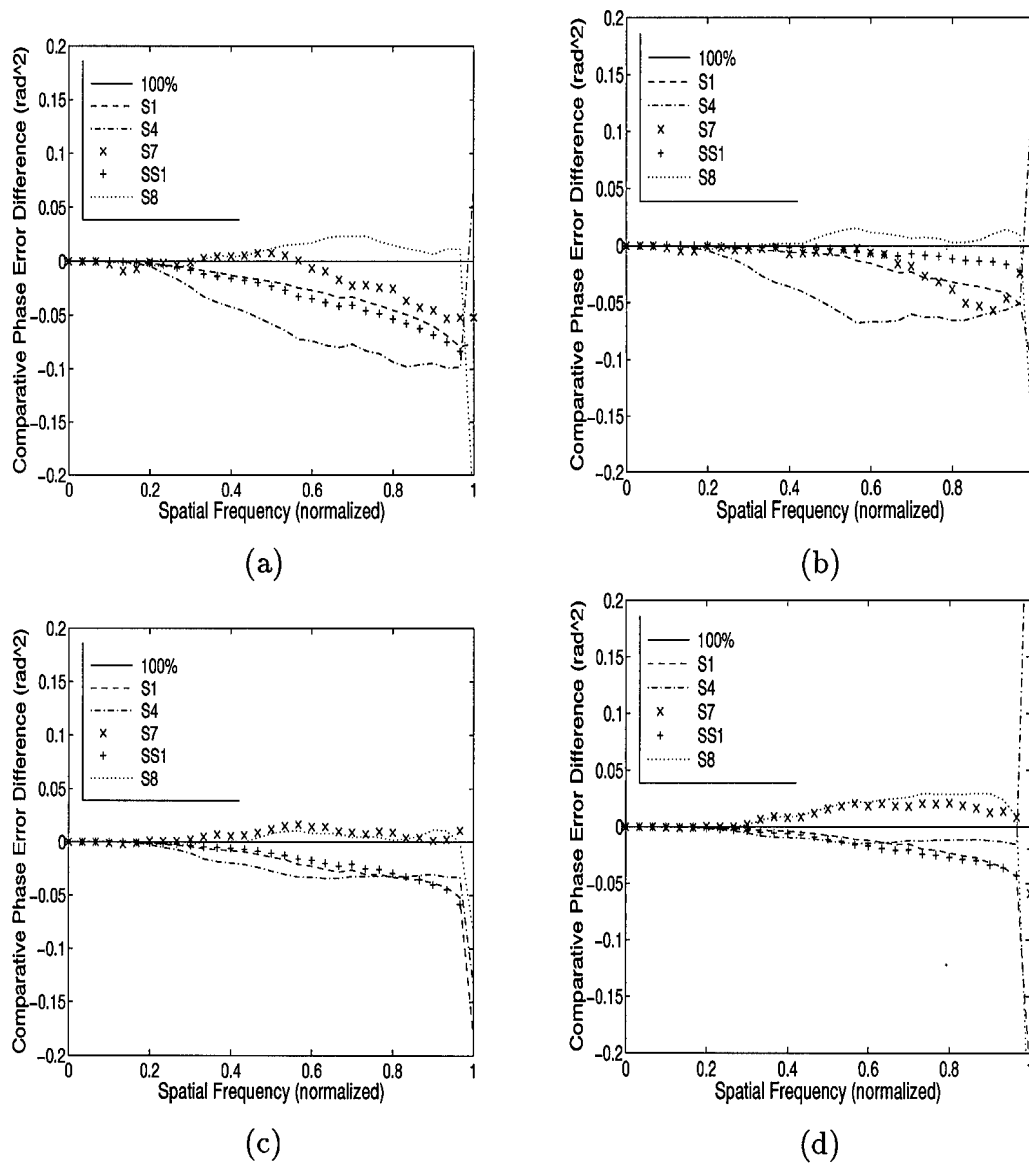 Comparative Phase Error Difference (rad^2)
0.2
0.15
0.1
0.05
0
-0.05
-0.1
-0.15
-0.2
100%
S1
S4
S7
SS1
S8
0
0.2
0.4
0.6
0.8
1
Spatial Frequency (normalized)
(a)
Comparative Phase Error Difference (rad^2)
0.2
0.15
0.1
0.05
0
-0.05
-0.1
-0.15
-0.2
100%
S1
S4
S7
SS1
S8
0
0.2
0.4
0.6
0.8
1
Spatial Frequency (normalized)
(b)
Comparative Phase Error Difference (rad^2)
0.2
0.15
0.1
0.05
0
-0.05
-0.1
-0.15
-0.2
100%
S1
S4
S7
SS1
S8
0
0.2
0.4
0.6
0.8
1
Spatial Frequency (normalized)
(c)
Comparative Phase Error Difference (rad^2)
0.2
0.15
0.1
0.05
0
-0.05
-0.1
-0.15
-0.2
100%
S1
S4
S7
SS1
S8
0
0.2
0.4
0.6
0.8
1
Spatial Frequency (normalized)
(d)